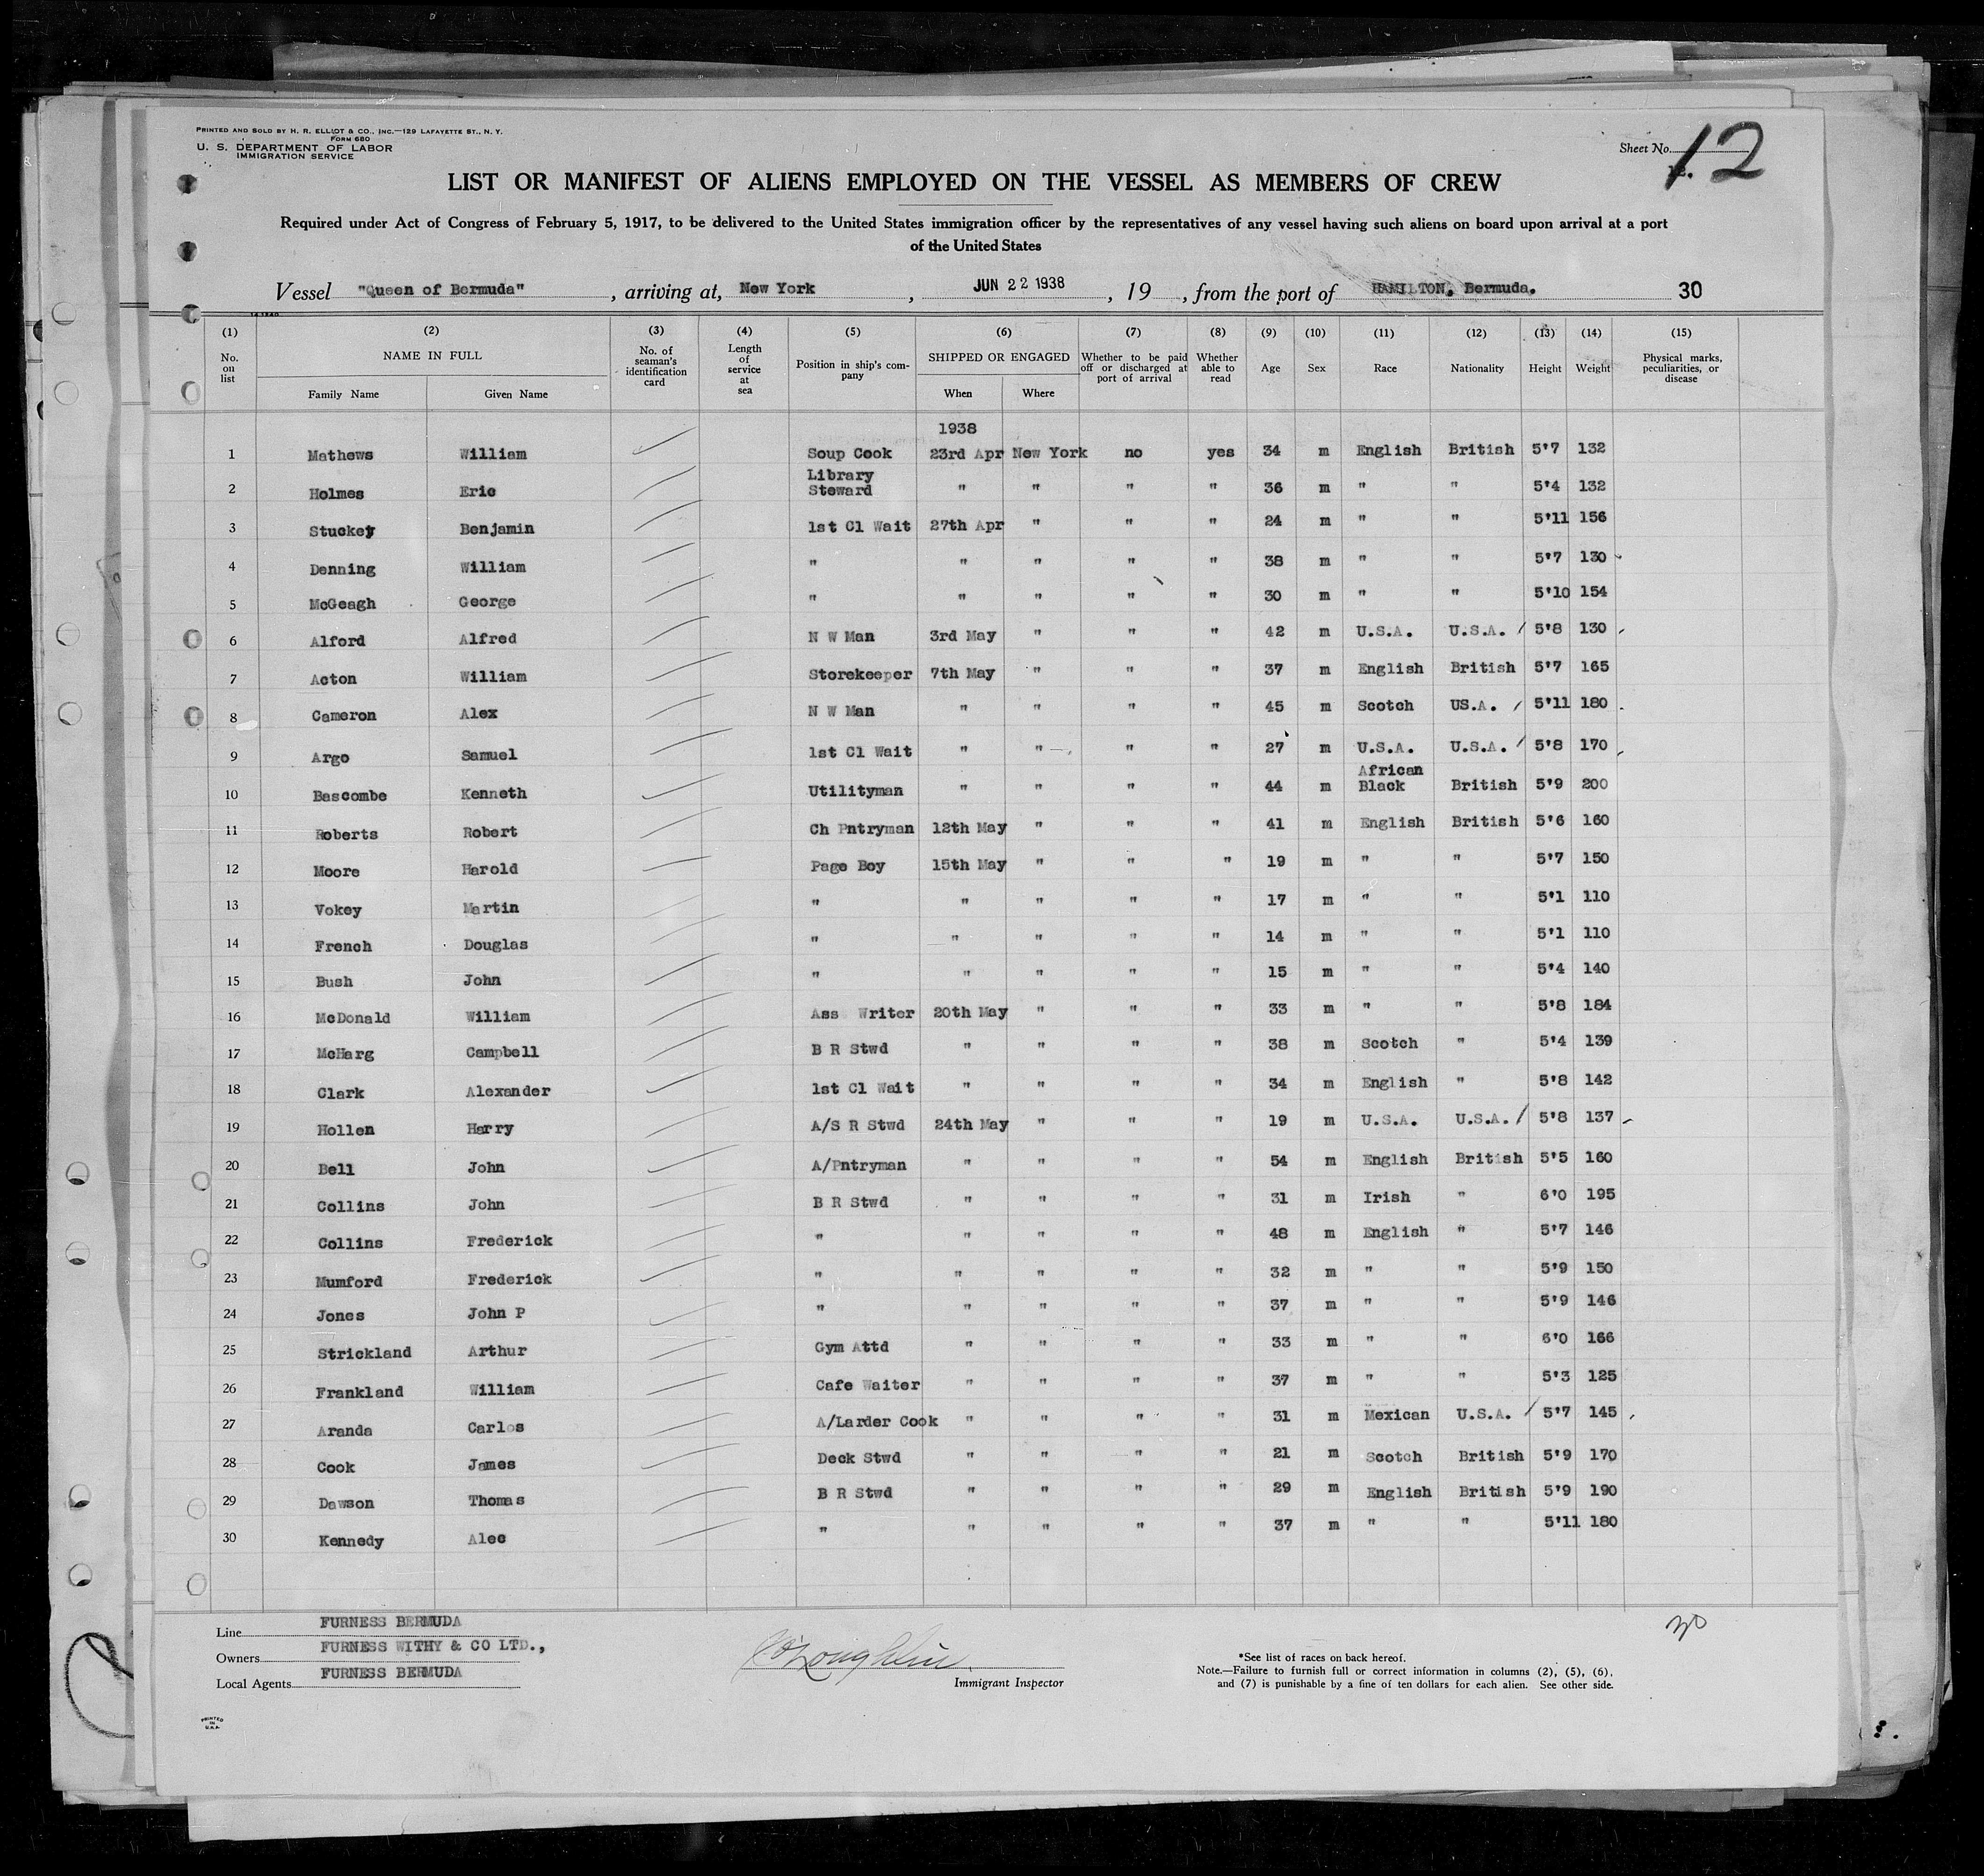 PRINTED AND SOLD BY H. R. ELLIOT & CO., INC.—129 LAFAYETTE ST., N. Y.
FORM 680
U. S. DEPARTMENT OF LABOR
IMMIGRATION SERVICE
Sheet No. 12
LIST OR MANIFEST OF ALIENS EMPLOYED ON THE VESSEL AS MEMBERS OF CREW
Required under Act of Congress of February 5, 1917, to be delivered to the United States immigration officer by the representatives of any vessel having such aliens on board upon arrival at a port
of the United States
Vessel "Queen of Bermuda", arriving at, New York, JUN 22 1938, 19, from the port of HAMILTON, Bermuda. 30
(1) (2) (3) (4) (5) (6) (7) (8) (9) (10) (11) (12) (13) (14) (15)
No. on list NAME IN FULL Family Name Given Name No. of seaman's identification card Length of service at sea Position in ship's company SHIPPED OR ENGAGED When Where Whether to be paid off or discharged at port of arrival Whether able to read Age Sex Race Nationality Height Weight Physical marks, peculiarities, or disease
1938
1 Mathews William Soup Cook 23rd Apr New York no yes 34 m English British 5'7 132
2 Holmes Eric Library Steward " " " " 36 m " " 5'4 132
3 Stuckey Benjamin 1st Cl Wait 27th Apr " " " 24 m " " 5'11 156
4 Denning William " " " " " 38 m " " 5'7 130
5 McGeagh George " " " " " 30 m " " 5'10 154
6 Alford Alfred N W Man 3rd May " " " 42 m U.S.A. U.S.A. 5'8 130
7 Acton William Storekeeper 7th May " " " 37 m English British 5'7 165
8 Cameron Alex N W Man " " " " 45 m Scotch US.A. 5'11 180
9 Argo Samuel 1st Cl Wait " " " " 27 m U.S.A. U.S.A. 5'8 170
10 Bascombe Kenneth Utilityman " " " " 44 m African Black British 5'9 200
11 Roberts Robert Ch Pntryman 12th May " " " 41 m English British 5'6 160
12 Moore Harold Page Boy 15th May " " " 19 m " " 5'7 150
13 Vokey Martin " " " " " 17 m " " 5'1 110
14 French Douglas " " " " " 14 m " " 5'1 110
15 Bush John " " " " " 15 m " " 5'4 140
16 McDonald William Ass Writer 20th May " " " 33 m " " 5'8 184
17 McHarg Campbell B R Stwd " " " " 38 m Scotch " 5'4 139
18 Clark Alexander 1st Cl Wait " " " " 34 m English " 5'8 142
19 Hollen Harry A/S R Stwd 24th May " " " 19 m U.S.A. U.S.A. 5'8 137
20 Bell John A/Pntryman " " " " 54 m English British 5'5 160
21 Collins John B R Stwd " " " " 31 m Irish " 6'0 195
22 Collins Frederick " " " " " 48 m English " 5'7 146
23 Mumford Frederick " " " " " 32 m " " 5'9 150
24 Jones John P " " " " " 37 m " " 5'9 146
25 Strickland Arthur Gym Attd " " " " 33 m " " 6'0 166
26 Frankland William Cafe Waiter " " " " 37 m " " 5'3 125
27 Aranda Carlos A/Larder Cook " " " " 31 m Mexican U.S.A. 5'7 145
28 Cook James Deck Stwd " " " " 21 m Scotch British 5'9 170
29 Dawson Thomas B R Stwd " " " " 29 m English British 5'9 190
30 Kennedy Alec " " " " " 37 m " " 5'11 180
30
Line FURNESS BERMUDA
Owners FURNESS WITHY & CO LTD.,
Local Agents FURNESS BERMUDA
O'Loughlin
Immigrant Inspector
*See list of races on back hereof.
Note.—Failure to furnish full or correct information in columns (2), (5), (6),
and (7) is punishable by a fine of ten dollars for each alien. See other side.
PRINTED
IN
U.S.A.